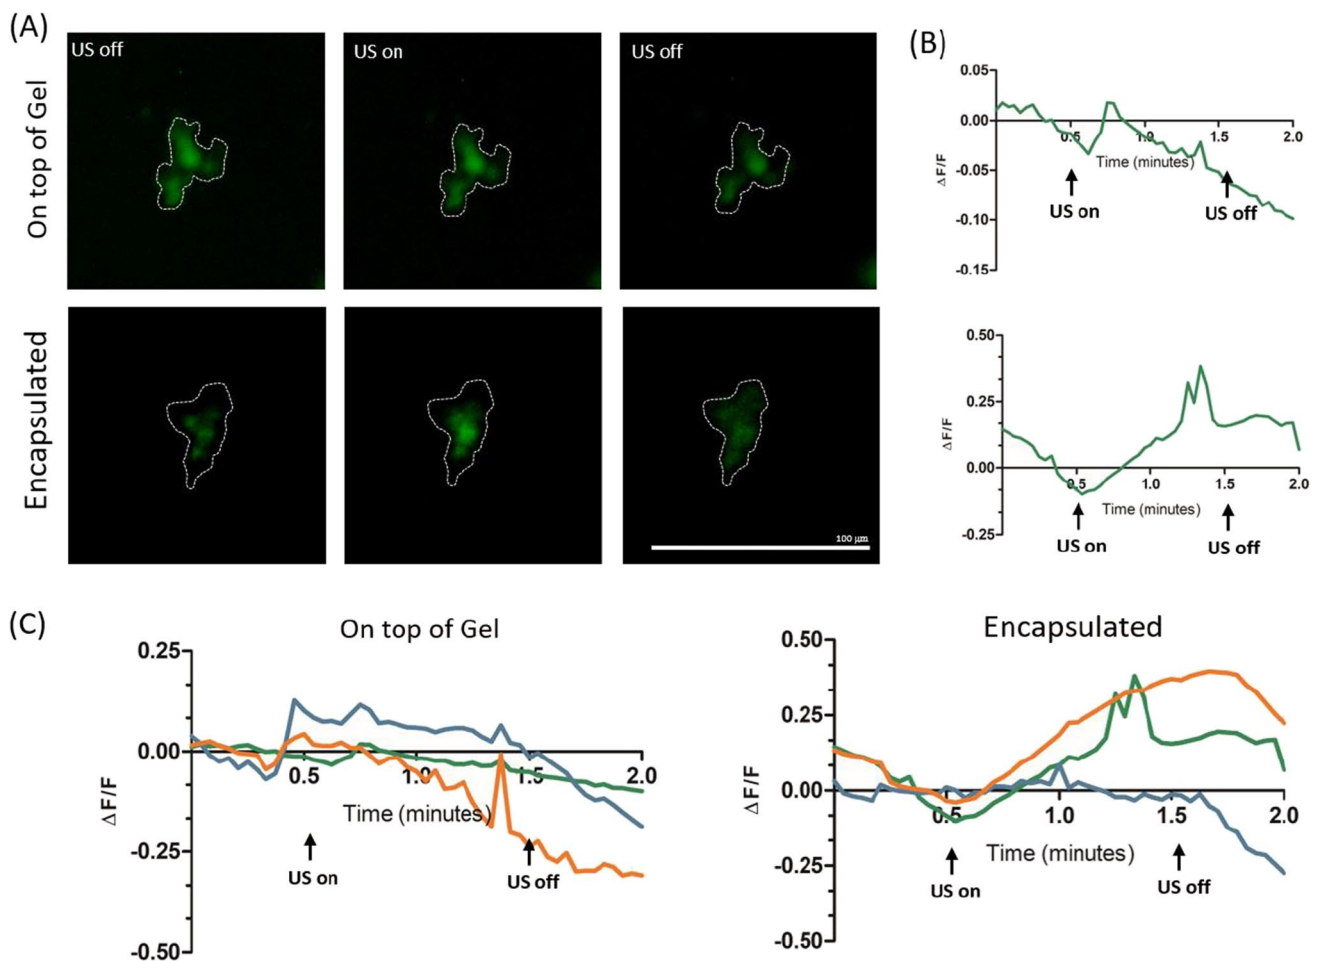 (A)
US off
US on
US off
On top of Gel
Encapsulated
100 µm
(B)
0.05
0.00
-0.05
-0.10
-0.15
ΔF/F
0.5
1.0
1.5
2.0
Time (minutes)
US on
US off
0.50
0.25
0.00
-0.25
ΔF/F
0.5
1.0
1.5
2.0
Time (minutes)
US on
US off
(C)
On top of Gel
0.25
0.00
-0.25
-0.50
ΔF/F
0.5
1.0
1.5
2.0
Time (minutes)
US on
US off
Encapsulated
0.50
0.25
0.00
-0.25
-0.50
ΔF/F
0.5
1.0
1.5
2.0
Time (minutes)
US on
US off